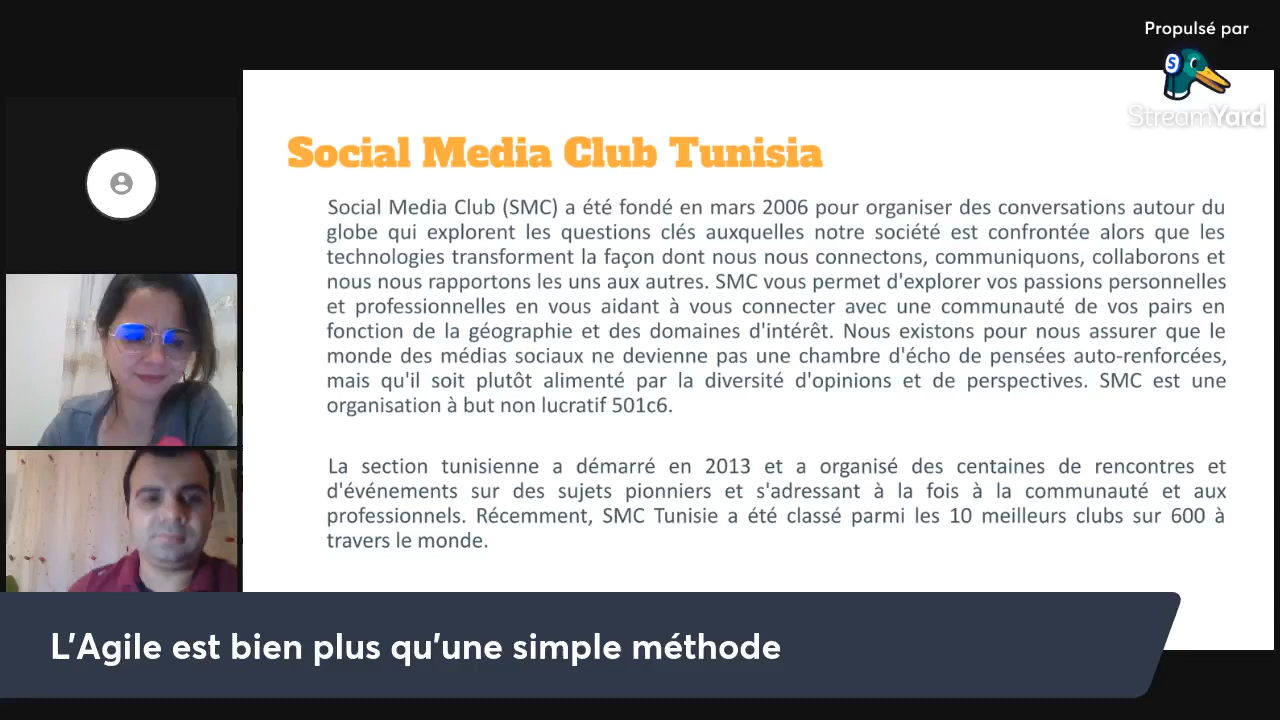 Propulsé par
StreamYard
Social Media Club Tunisia
Social Media Club (SMC) a été fondé en mars 2006 pour organiser des conversations autour du
globe qui explorent les questions clés auxquelles notre société est confrontée alors que les
technologies transforment la façon dont nous nous connectons, communiquons, collaborons et
nous nous rapportons les uns aux autres. SMC vous permet d'explorer vos passions personnelles
et professionnelles en vous aidant à vous connecter avec une communauté de vos pairs en
fonction de la géographie et des domaines d'intérêt. Nous existons pour nous assurer que le
monde des médias sociaux ne devienne pas une chambre d'écho de pensées auto-renforcées,
mais qu'il soit plutôt alimenté par la diversité d'opinions et de perspectives. SMC est une
organisation à but non lucratif 501c6.
La section tunisienne a démarré en 2013 et a organisé des centaines de rencontres et
d'événements sur des sujets pionniers et s'adressant à la fois à la communauté et aux
professionnels. Récemment, SMC Tunisie a été classé parmi les 10 meilleurs clubs sur 600 à
travers le monde.
L'Agile est bien plus qu'une simple méthode